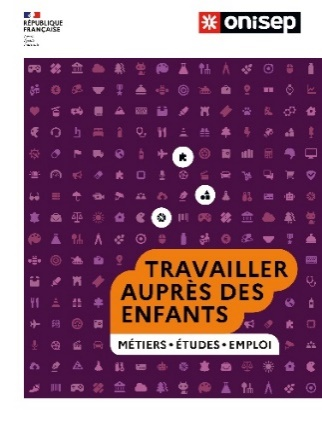 RÉPUBLIQUE
FRANÇAISE
onisep
TRAVAILLER
AUPRÈS DES
ENFANTS
MÉTIERS • ÉTUDES • EMPLOI